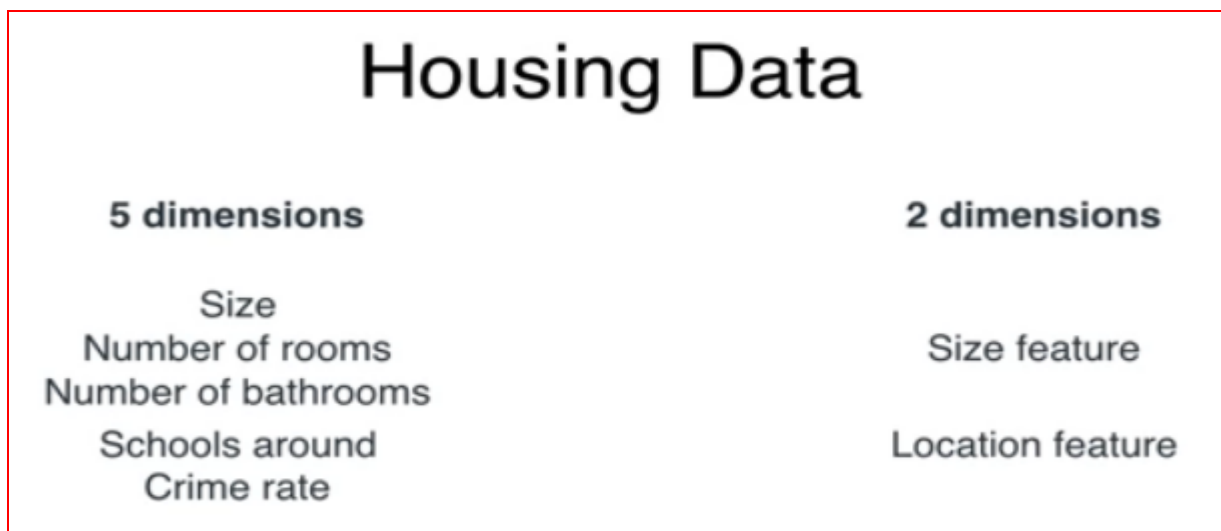 Housing Data
5 dimensions
Size
Number of rooms
Number of bathrooms
Schools around
Crime rate
2 dimensions
Size feature
Location feature